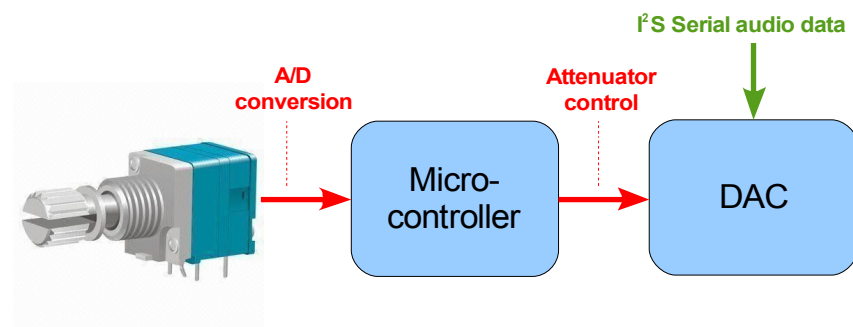 I²S Serial audio data
A/D
conversion
Attenuator
control
Micro-
controller
DAC